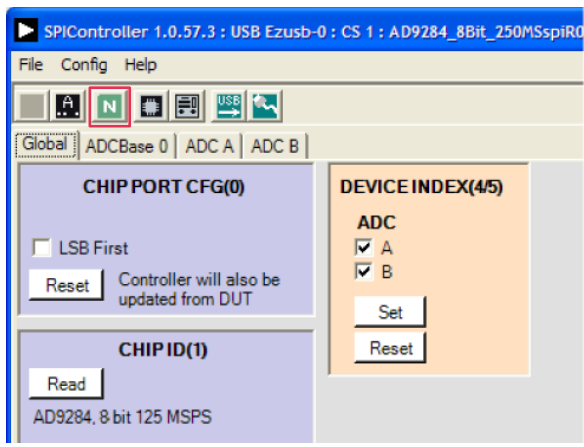 SPIController 1.0.57.3 : USB Ezusb-0 : CS 1 : AD9284_8Bit_250MSspiR0
File Config Help
A N USB
Global ADCBase 0 ADC A ADC B
CHIP PORT CFG(0)
LSB First
Reset
Controller will also be
updated from DUT
CHIP ID(1)
Read
AD9284, 8-bit 125 MSPS
DEVICE INDEX(4/5)
ADC
A
B
Set
Reset